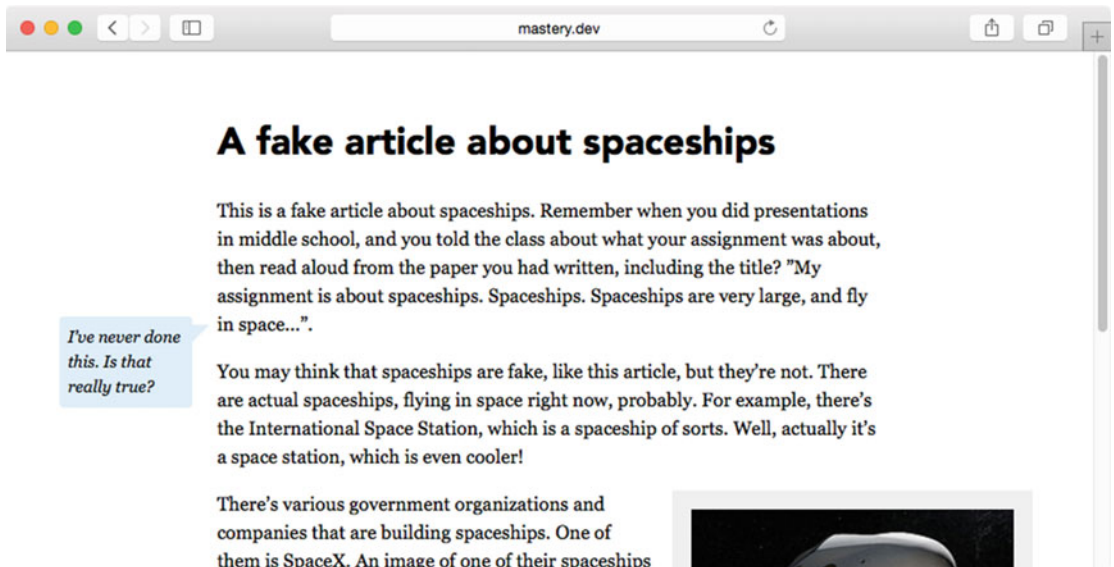 mastery.dev
A fake article about spaceships
This is a fake article about spaceships. Remember when you did presentations
in middle school, and you told the class about what your assignment was about,
then read aloud from the paper you had written, including the title? ”My
assignment is about spaceships. Spaceships. Spaceships are very large, and fly
in space...”.
I’ve never done
this. Is that
really true?
You may think that spaceships are fake, like this article, but they’re not. There
are actual spaceships, flying in space right now, probably. For example, there’s
the International Space Station, which is a spaceship of sorts. Well, actually it’s
a space station, which is even cooler!
There’s various government organizations and
companies that are building spaceships. One of
them is SpaceX. An image of one of their spaceships